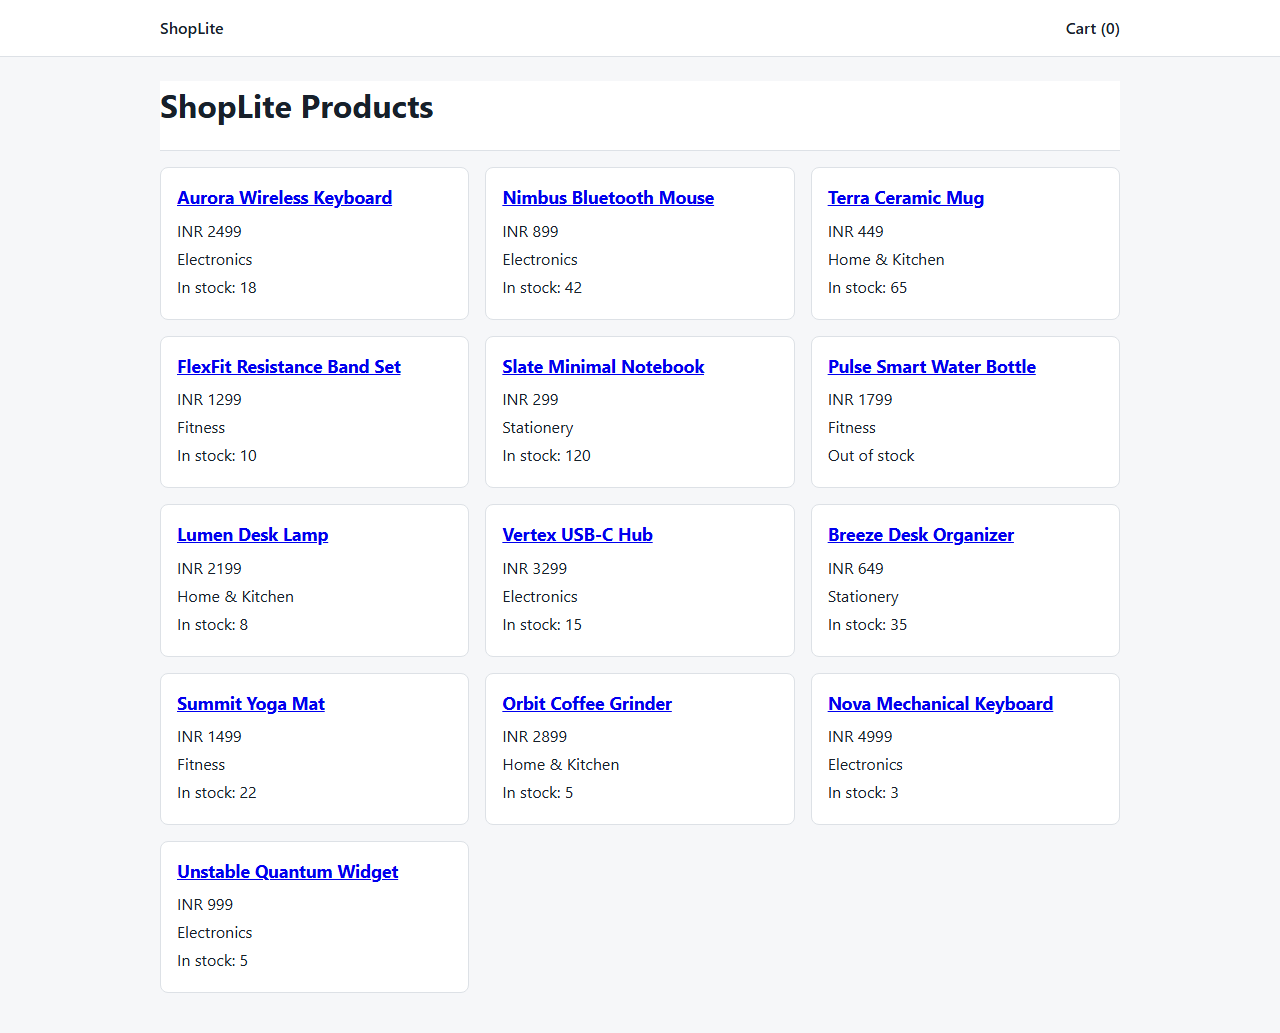 ShopLite
Cart (0)
ShopLite Products
Aurora Wireless Keyboard
INR 2499
Electronics
In stock: 18
Nimbus Bluetooth Mouse
INR 899
Electronics
In stock: 42
Terra Ceramic Mug
INR 449
Home & Kitchen
In stock: 65
FlexFit Resistance Band Set
INR 1299
Fitness
In stock: 10
Slate Minimal Notebook
INR 299
Stationery
In stock: 120
Pulse Smart Water Bottle
INR 1799
Fitness
Out of stock
Lumen Desk Lamp
INR 2199
Home & Kitchen
In stock: 8
Vertex USB-C Hub
INR 3299
Electronics
In stock: 15
Breeze Desk Organizer
INR 649
Stationery
In stock: 35
Summit Yoga Mat
INR 1499
Fitness
In stock: 22
Orbit Coffee Grinder
INR 2899
Home & Kitchen
In stock: 5
Nova Mechanical Keyboard
INR 4999
Electronics
In stock: 3
Unstable Quantum Widget
INR 999
Electronics
In stock: 5